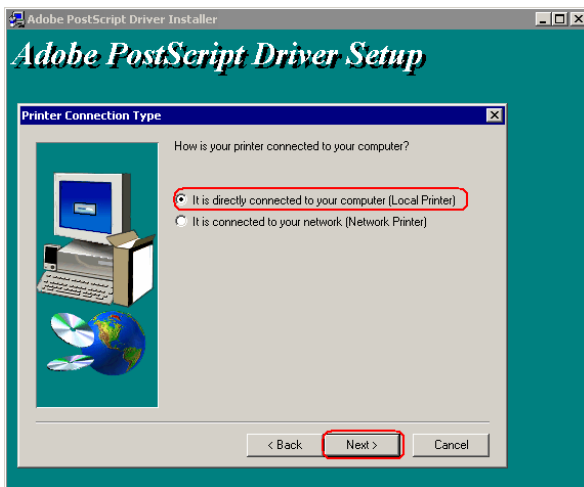 Adobe PostScript Driver Installer
Adobe PostScript Driver Setup
Printer Connection Type
How is your printer connected to your computer?
It is directly connected to your computer (Local Printer)
It is connected to your network (Network Printer)
< Back Next > Cancel